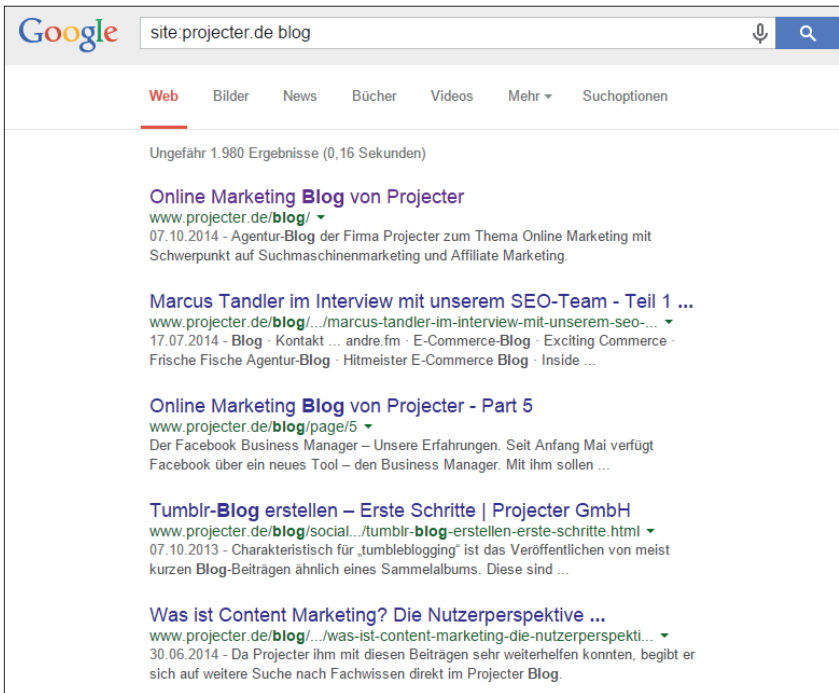 Google
site:projecter.de blog
Web Bilder News Bücher Videos Mehr Suchoptionen
Ungefähr 1.980 Ergebnisse (0,16 Sekunden)
Online Marketing Blog von Projecter
www.projecter.de/blog/
07.10.2014 - Agentur-Blog der Firma Projecter zum Thema Online Marketing mit
Schwerpunkt auf Suchmaschinenmarketing und Affiliate Marketing.
Marcus Tandler im Interview mit unserem SEO-Team - Teil 1 ...
www.projecter.de/blog/.../marcus-tandler-im-interview-mit-unserem-seo-...
17.07.2014 - Blog · Kontakt ... andre.fm · E-Commerce-Blog · Exciting Commerce ·
Frische Fische Agentur-Blog · Hitmeister E-Commerce Blog · Inside ...
Online Marketing Blog von Projecter - Part 5
www.projecter.de/blog/page/5
Der Facebook Business Manager – Unsere Erfahrungen. Seit Anfang Mai verfügt
Facebook über ein neues Tool – den Business Manager. Mit ihm sollen ...
Tumblr-Blog erstellen – Erste Schritte | Projecter GmbH
www.projecter.de/blog/social.../tumblr-blog-erstellen-erste-schritte.html
07.10.2013 - Charakteristisch für „tumbleblogging“ ist das Veröffentlichen von meist
kurzen Blog-Beiträgen ähnlich eines Sammelalbums. Diese sind ...
Was ist Content Marketing? Die Nutzerperspektive ...
www.projecter.de/blog/.../was-ist-content-marketing-die-nutzerperspekti...
30.06.2014 - Da Projecter ihm mit diesen Beiträgen sehr weiterhelfen konnten, begibt er
sich auf weitere Suche nach Fachwissen direkt im Projecter Blog.